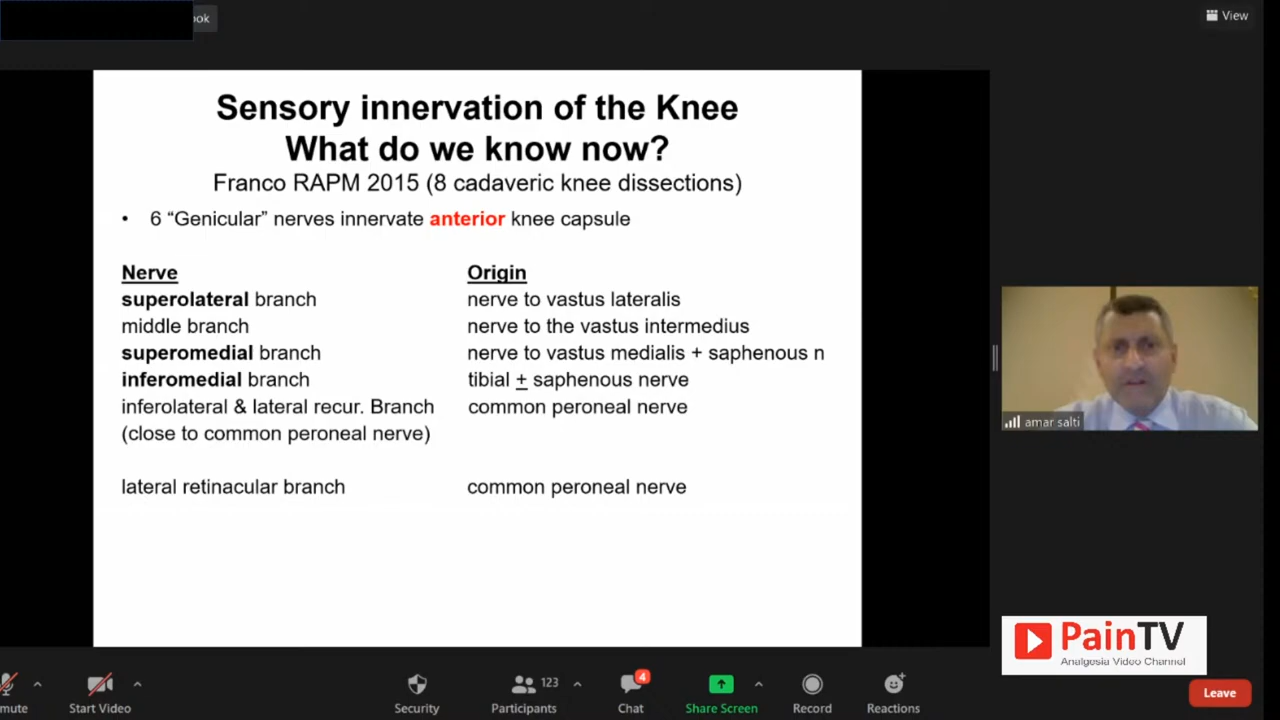 ok
View
Sensory innervation of the Knee
What do we know now?
Franco RAPM 2015 (8 cadaveric knee dissections)
• 6 “Genicular” nerves innervate anterior knee capsule
Nerve Origin
superolateral branch nerve to vastus lateralis
middle branch nerve to the vastus intermedius
superomedial branch nerve to vastus medialis + saphenous n
inferomedial branch tibial + saphenous nerve
inferolateral & lateral recur. Branch common peroneal nerve
(close to common peroneal nerve)
lateral retinacular branch common peroneal nerve
amar salti
PainTV
Analgesia Video Channel
mute
Start Video
Security
123
Participants
4
Chat
Share Screen
Record
Reactions
Leave